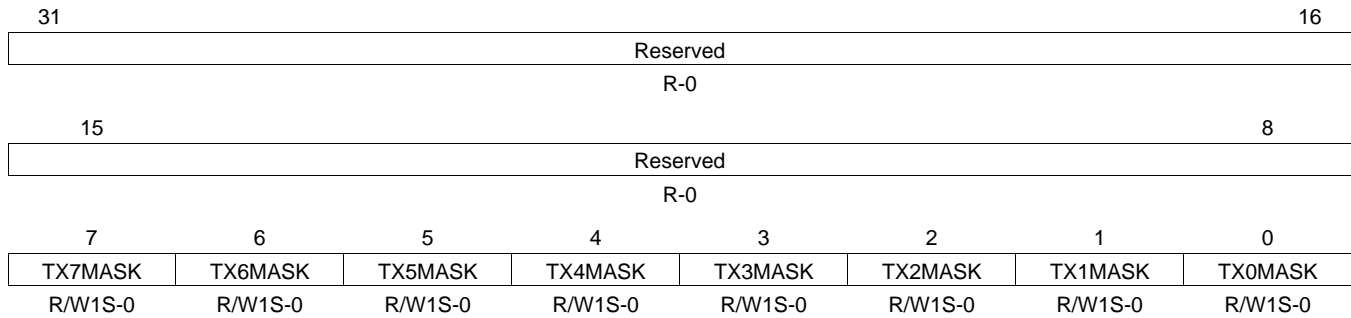 31 16
Reserved
R-0
15 8
Reserved
R-0
7 6 5 4 3 2 1 0
TX7MASK TX6MASK TX5MASK TX4MASK TX3MASK TX2MASK TX1MASK TX0MASK
R/W1S-0 R/W1S-0 R/W1S-0 R/W1S-0 R/W1S-0 R/W1S-0 R/W1S-0 R/W1S-0